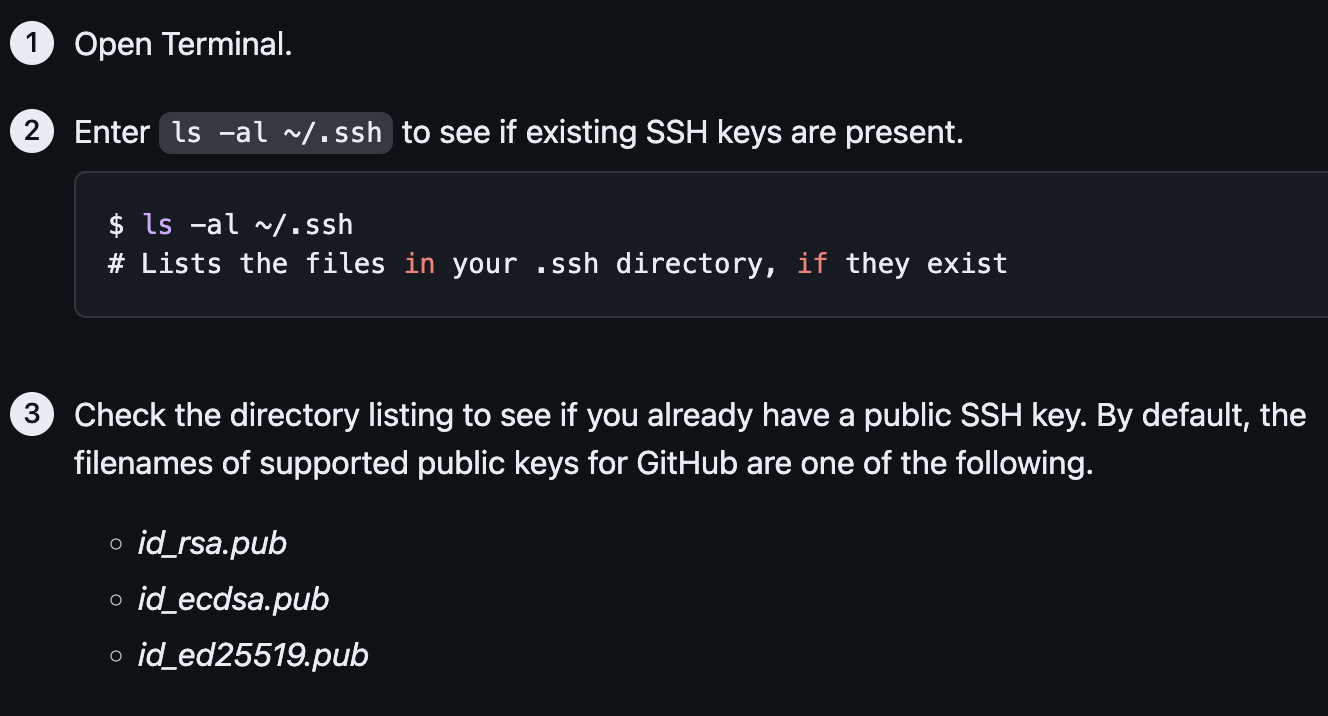 1 Open Terminal.
2 Enter ls -al ~/.ssh to see if existing SSH keys are present.
$ ls -al ~/.ssh
# Lists the files in your .ssh directory, if they exist
3 Check the directory listing to see if you already have a public SSH key. By default, the
filenames of supported public keys for GitHub are one of the following.
id_rsa.pub
id_ecdsa.pub
id_ed25519.pub